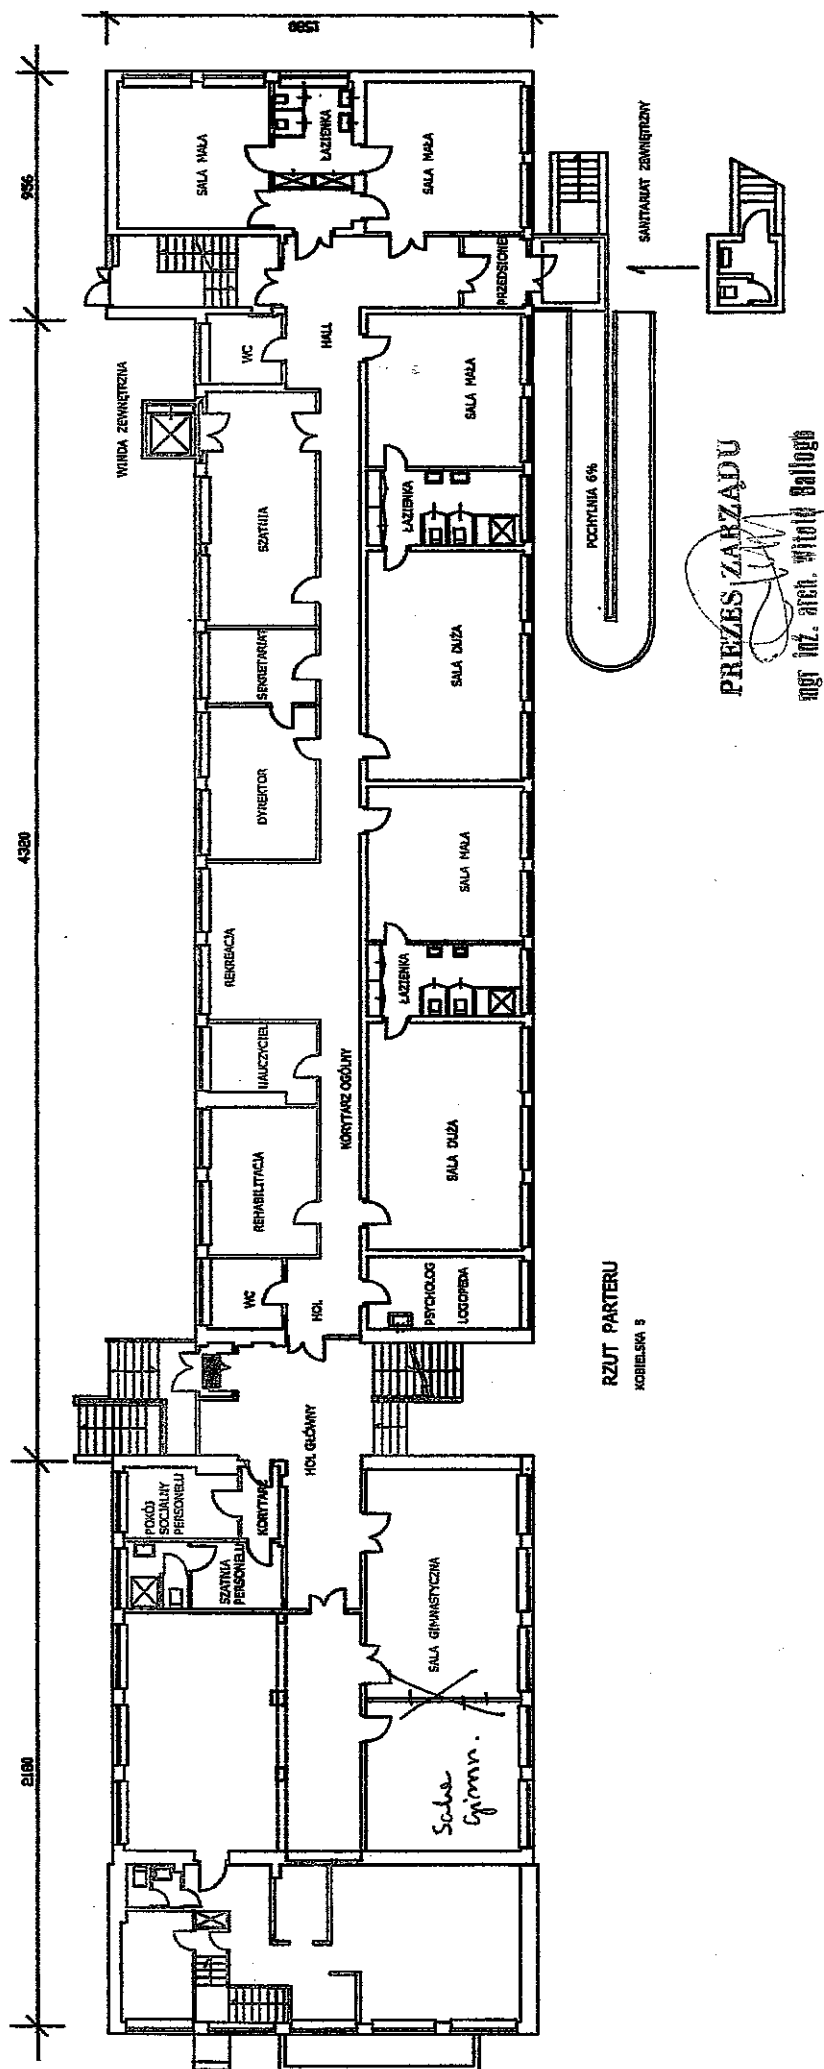 1580
956
4320
2180
SALA MAŁA
ŁAZIENKA
SALA MAŁA
SANITARIAT ZEWNĘTRZNY
PRZEDSIONEK
WINDA ZEWNĘTRZNA
WC
HALL
SALA MAŁA
SZATNIA
ŁAZIENKA
POCHYLNIA 6%
SEKRETARIAT
SALA DUŻA
DYREKTOR
SALA MAŁA
REKREACJA
ŁAZIENKA
NAUCZYCIEL
KORYTARZ OGÓLNY
REHABILITACJA
SALA DUŻA
WC
HOL
PSYCHOLOG
LOGOPEDA
HOL GŁÓWNY
POKÓJ
SOCJALNY
PERSONELU
KORYTARZ
SZATNIA
PERSONELU
SALA GIMNASTYCZNA
Sala
Gimn.
RZUT PARTERU
KOBIELSKA 5
PREZES ZARZĄDU
mgr inż. arch. Witold Ballogh